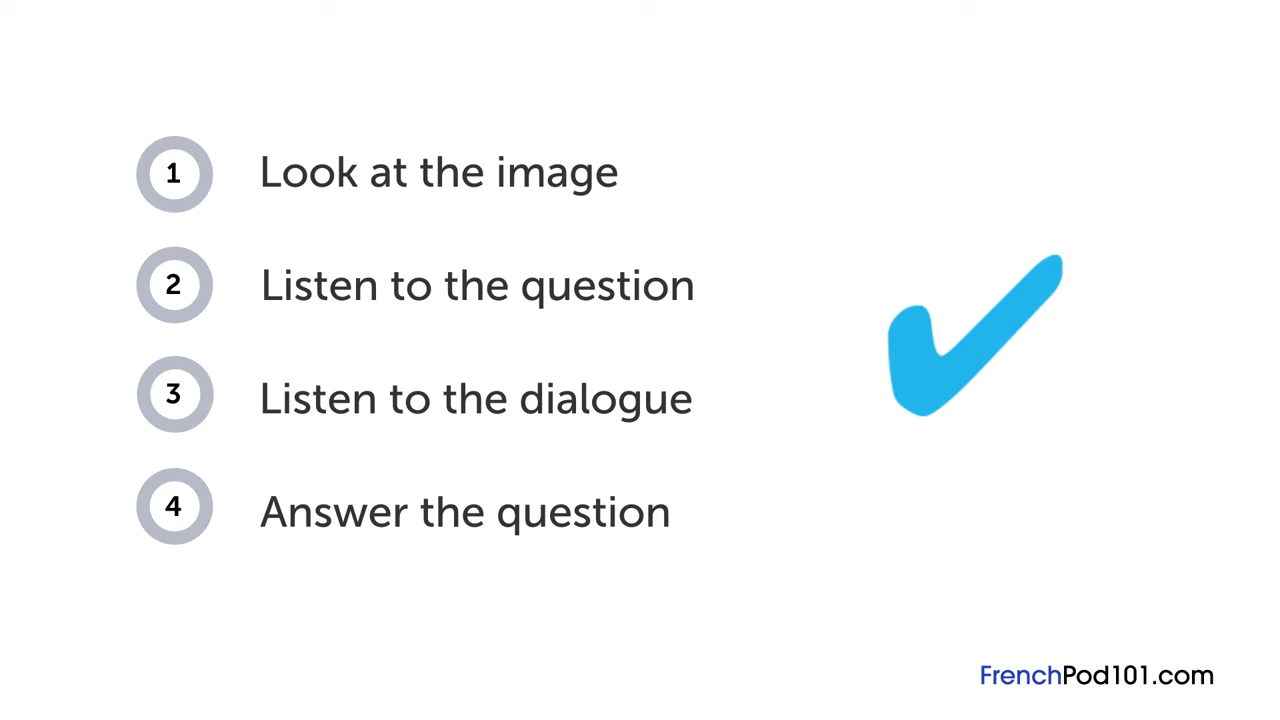 1 Look at the image
2 Listen to the question
3 Listen to the dialogue
4 Answer the question
FrenchPod101.com